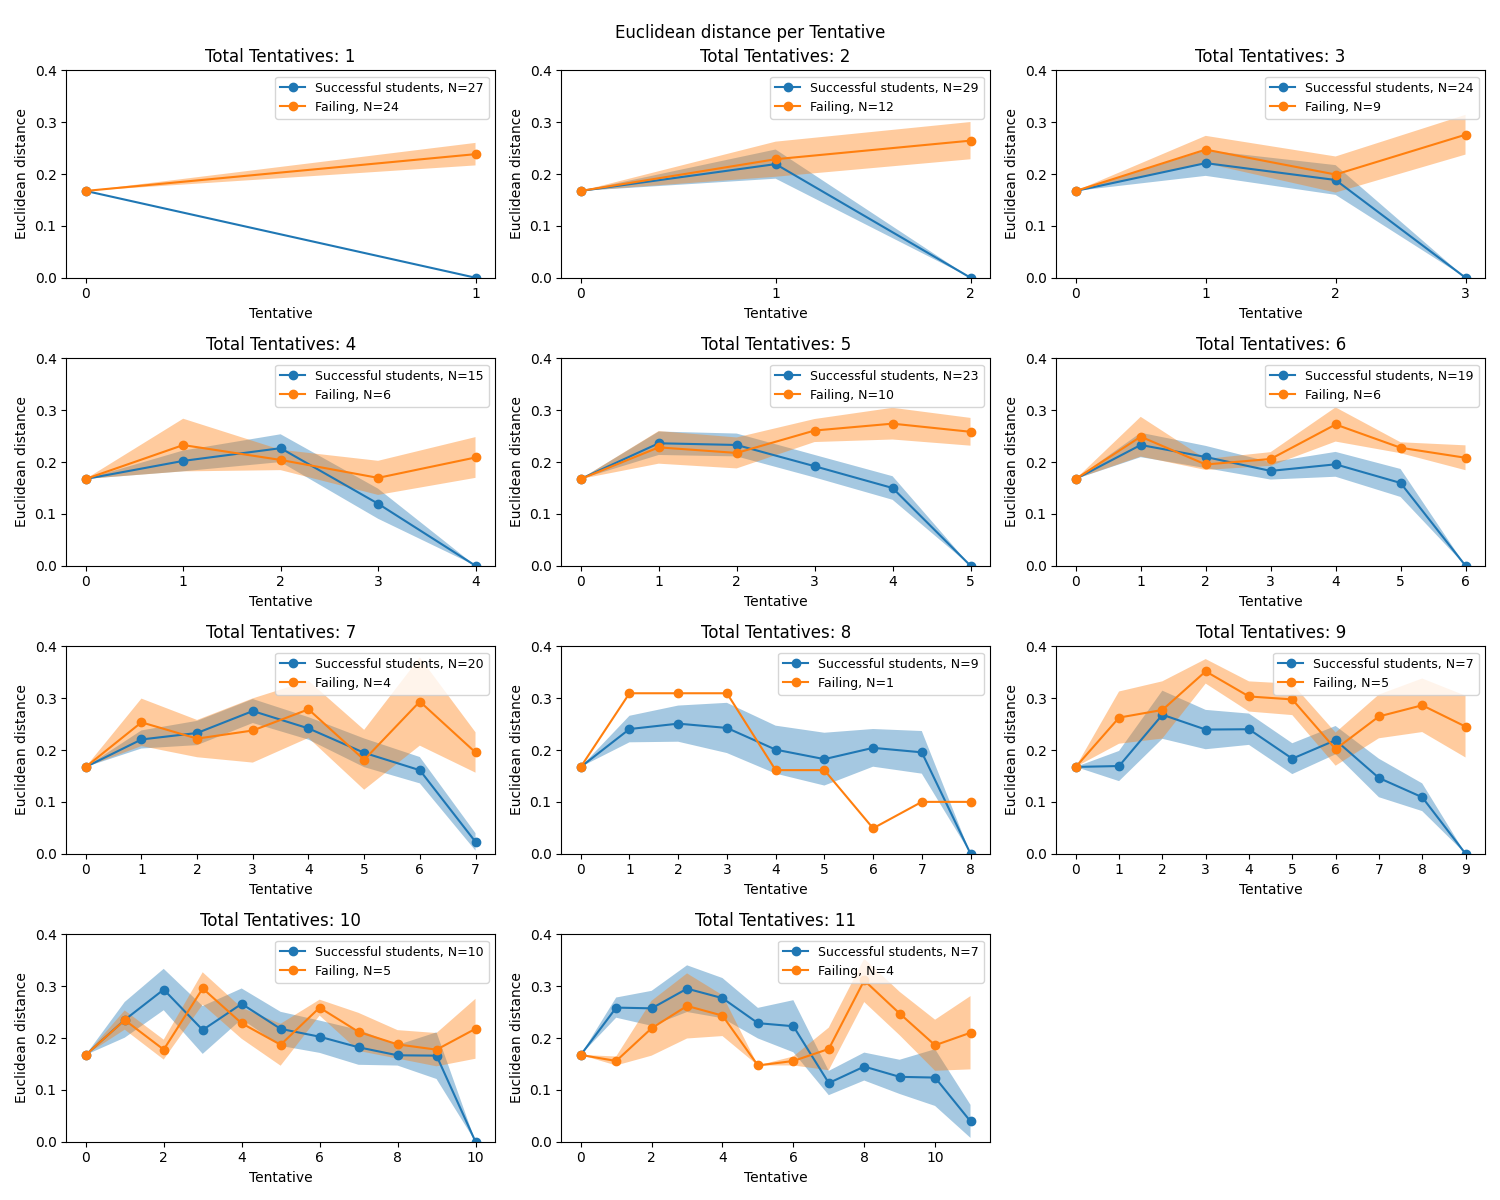 Euclidean distance per Tentative
Total Tentatives: 1
Euclidean distance
0.4
0.3
0.2
0.1
0.0
Successful students, N=27
Failing, N=24
0 1
Tentative
Total Tentatives: 2
Euclidean distance
0.4
0.3
0.2
0.1
0.0
Successful students, N=29
Failing, N=12
0 1 2
Tentative
Total Tentatives: 3
Euclidean distance
0.4
0.3
0.2
0.1
0.0
Successful students, N=24
Failing, N=9
0 1 2 3
Tentative
Total Tentatives: 4
Euclidean distance
0.4
0.3
0.2
0.1
0.0
Successful students, N=15
Failing, N=6
0 1 2 3 4
Tentative
Total Tentatives: 5
Euclidean distance
0.4
0.3
0.2
0.1
0.0
Successful students, N=23
Failing, N=10
0 1 2 3 4 5
Tentative
Total Tentatives: 6
Euclidean distance
0.4
0.3
0.2
0.1
0.0
Successful students, N=19
Failing, N=6
0 1 2 3 4 5 6
Tentative
Total Tentatives: 7
Euclidean distance
0.4
0.3
0.2
0.1
0.0
Successful students, N=20
Failing, N=4
0 1 2 3 4 5 6 7
Tentative
Total Tentatives: 8
Euclidean distance
0.4
0.3
0.2
0.1
0.0
Successful students, N=9
Failing, N=1
0 1 2 3 4 5 6 7 8
Tentative
Total Tentatives: 9
Euclidean distance
0.4
0.3
0.2
0.1
0.0
Successful students, N=7
Failing, N=5
0 1 2 3 4 5 6 7 8 9
Tentative
Total Tentatives: 10
Euclidean distance
0.4
0.3
0.2
0.1
0.0
Successful students, N=10
Failing, N=5
0 2 4 6 8 10
Tentative
Total Tentatives: 11
Euclidean distance
0.4
0.3
0.2
0.1
0.0
Successful students, N=7
Failing, N=4
0 2 4 6 8 10
Tentative